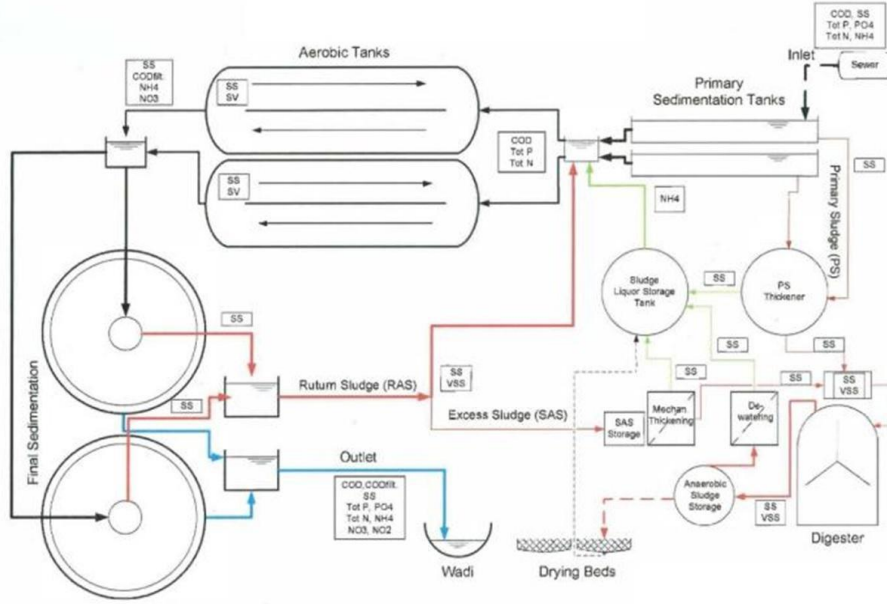 COD, SS
Tot P, PO4
Tot N, NH4
Inlet
Sewer
Aerobic Tanks
Primary
Sedimentation Tanks
SS
CODfilt.
NH4
NO3
SS
SV
COD
Tot P
Tot N
SS
SV
SS
Primary Sludge (PS)
NH4
Sludge
Liquor Storage
Tank
SS
PS
Thickener
SS
SS
SS
Final Sedimentation
SS
Ruturn Sludge (RAS)
SS
VSS
SS
SS
SS
VSS
Excess Sludge (SAS)
SAS
Storage
Mechan.
Thickening
De-
watering
Outlet
COD,CODfilt.
SS
Tot P, PO4
Tot N, NH4
NO3, NO2
Anaerobic
Sludge
Storage
SS
VSS
Digester
Wadi
Drying Beds